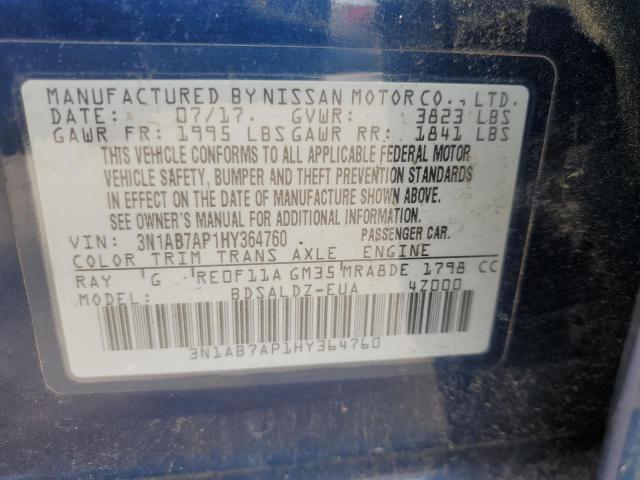 MANUFACTURED BY NISSAN MOTOR CO., LTD.
DATE: 07/17. GVWR: 3823 LBS
GAWR FR: 1995 LBS GAWR RR: 1841 LBS
THIS VEHICLE CONFORMS TO ALL APPLICABLE FEDERAL MOTOR
VEHICLE SAFETY, BUMPER AND THEFT PREVENTION STANDARDS
IN EFFECT ON THE DATE OF MANUFACTURE SHOWN ABOVE.
SEE OWNER'S MANUAL FOR ADDITIONAL INFORMATION
VIN: 3N1AB7AP1HY364760 PASSENGER CAR.
COLOR TRIM TRANS AXLE ENGINE
RAY G RE0F11A GM35 MRA8DE 1798 CC
MODEL: BDSALDZ-EUA 4Z000
3N1AB7AP1HY364760